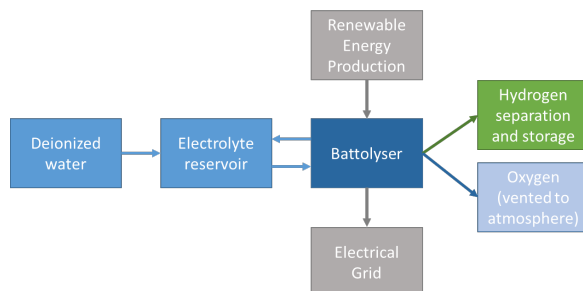 Renewable
Energy
Production
Deionized
water
Electrolyte
reservoir
Battolyser
Hydrogen
separation
and storage
Oxygen
(vented to
atmosphere)
Electrical
Grid